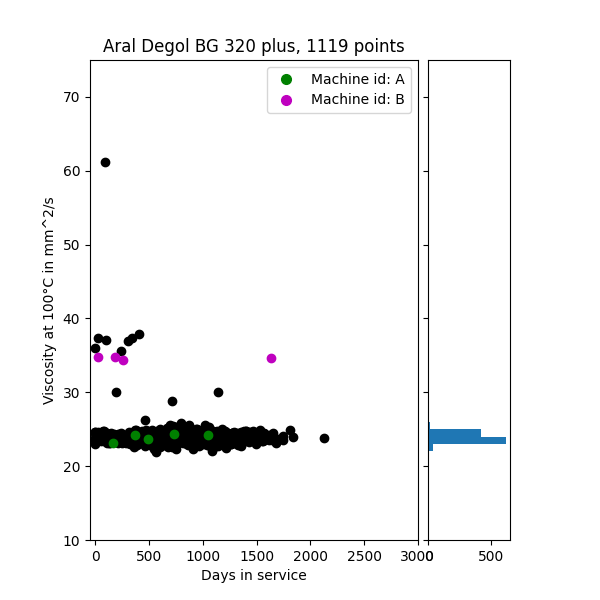 Aral Degol BG 320 plus, 1119 points
Machine id: A
Machine id: B
Viscosity at 100°C in mm^2/s
70
60
50
40
30
20
10
0 500 1000 1500 2000 2500 3000
0 500
Days in service